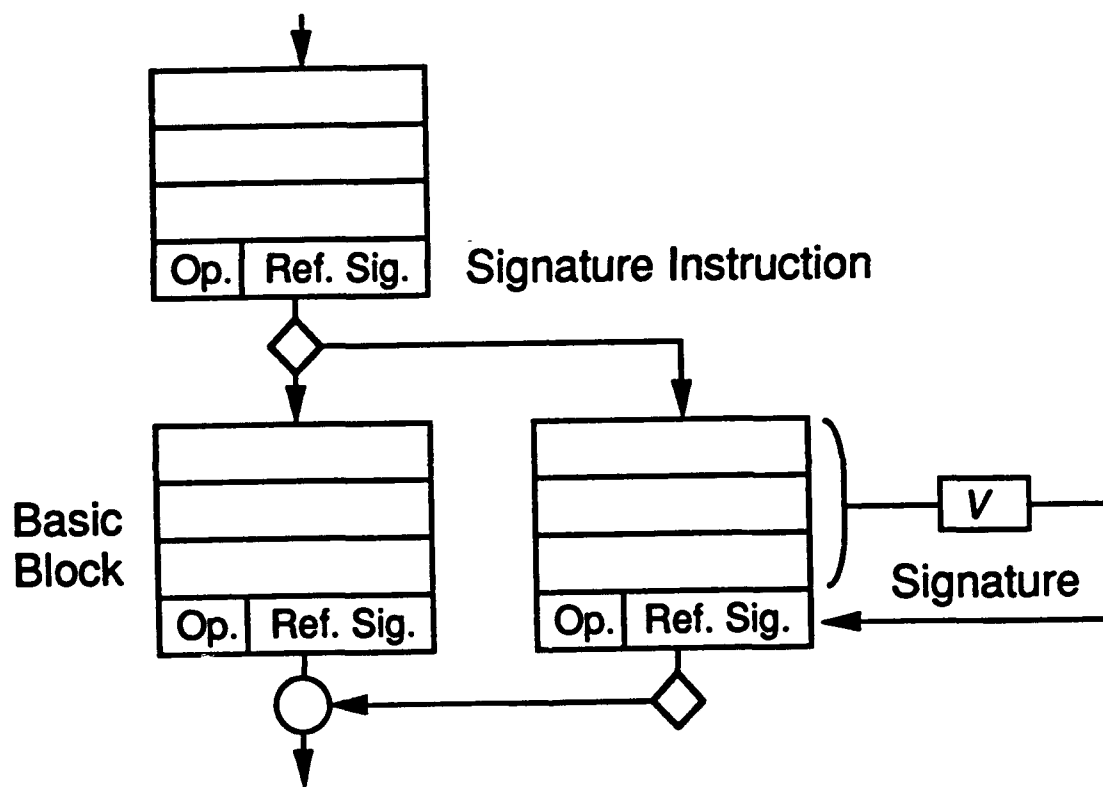 Op. Ref. Sig. Signature Instruction
Basic
Block
V
Signature
Op. Ref. Sig.
Op. Ref. Sig.